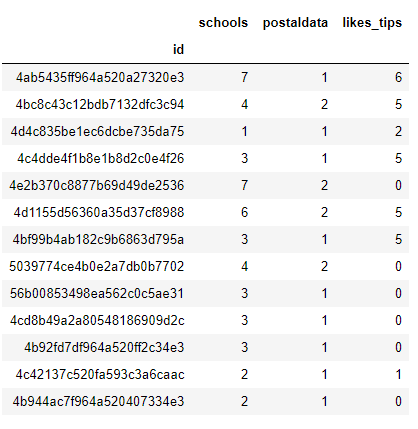 schools postaldata likes_tips
id
4ab5435ff964a520a27320e3 7 1 6
4bc8c43c12bdb7132dfc3c94 4 2 5
4d4c835be1ec6dcbe735da75 1 1 2
4c4dde4f1b8e1b8d2c0e4f26 3 1 5
4e2b370c8877b69d49de2536 7 2 0
4d1155d56360a35d37cf8988 6 2 5
4bf99b4ab182c9b6863d795a 3 1 5
5039774ce4b0e2a7db0b7702 4 2 0
56b00853498ea562c0c5ae31 3 1 0
4cd8b49a2a80548186909d2c 3 1 0
4b92fd7df964a520ff2c34e3 3 1 0
4c42137c520fa593c3a6caac 2 1 1
4b944ac7f964a520407334e3 2 1 0